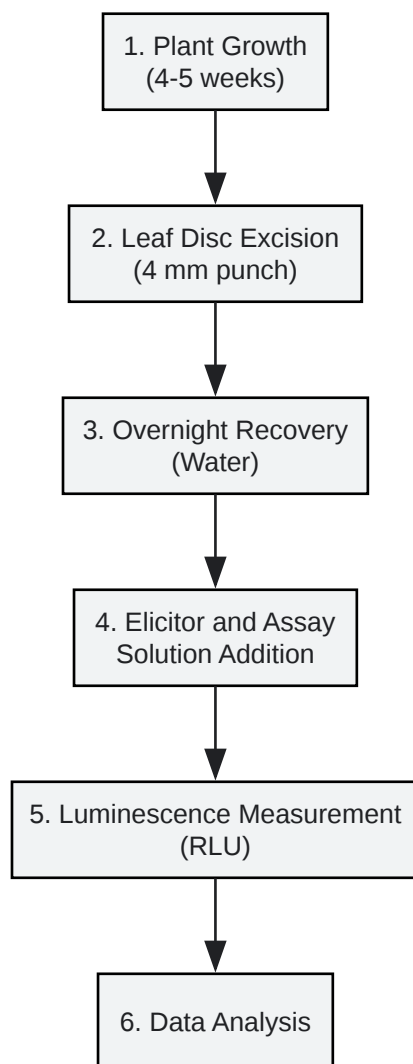 1. Plant Growth
(4-5 weeks)
2. Leaf Disc Excision
(4 mm punch)
3. Overnight Recovery
(Water)
4. Elicitor and Assay
Solution Addition
5. Luminescence Measurement
(RLU)
6. Data Analysis